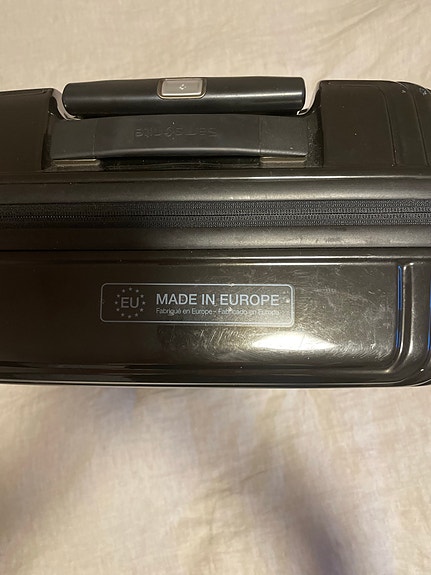 EU MADE IN EUROPE
Fabriqué en Europe - Fabricado en Europa